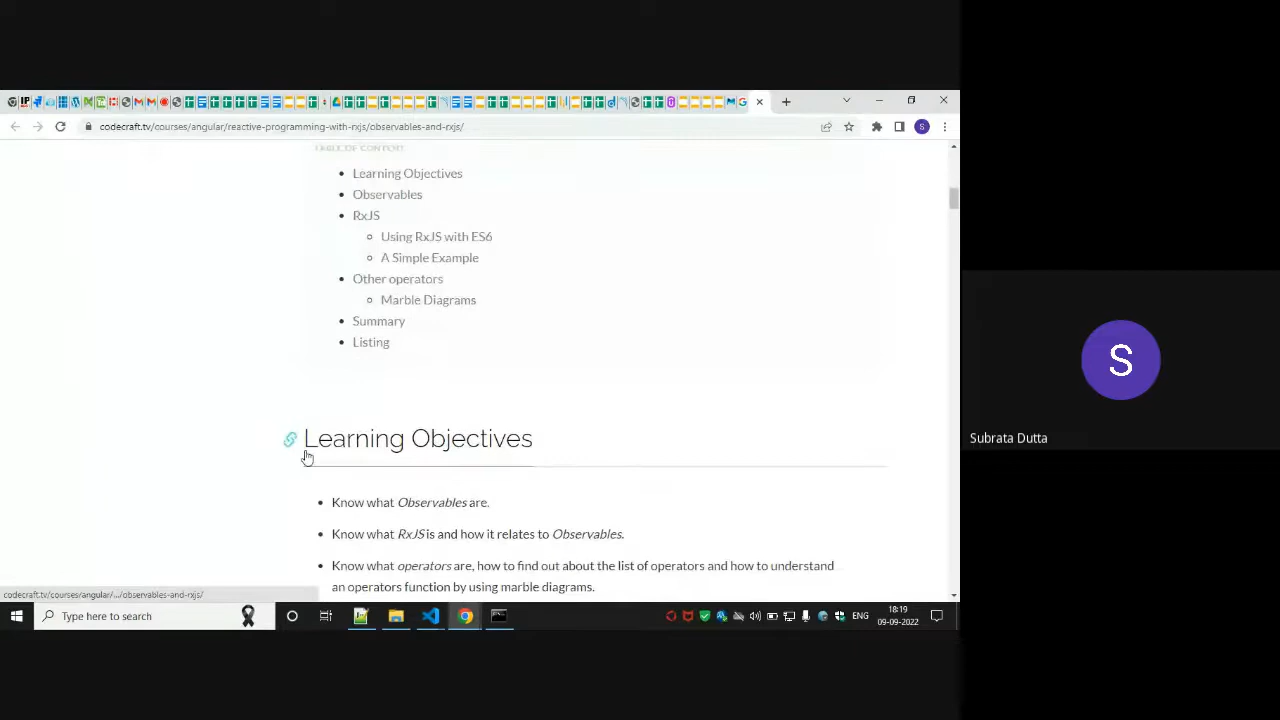 codecraft.tv/courses/angular/reactive-programming-with-rxjs/observables-and-rxjs/
S
TABLE OF CONTENT
Learning Objectives
Observables
RxJS
Using RxJS with ES6
A Simple Example
Other operators
Marble Diagrams
Summary
Listing
Learning Objectives
Know what Observables are.
Know what RxJS is and how it relates to Observables.
Know what operators are, how to find out about the list of operators and how to understand
an operators function by using marble diagrams.
codecraft.tv/courses/angular/.../observables-and-rxjs/
Type here to search
ENG
18:19
09-09-2022
S
Subrata Dutta